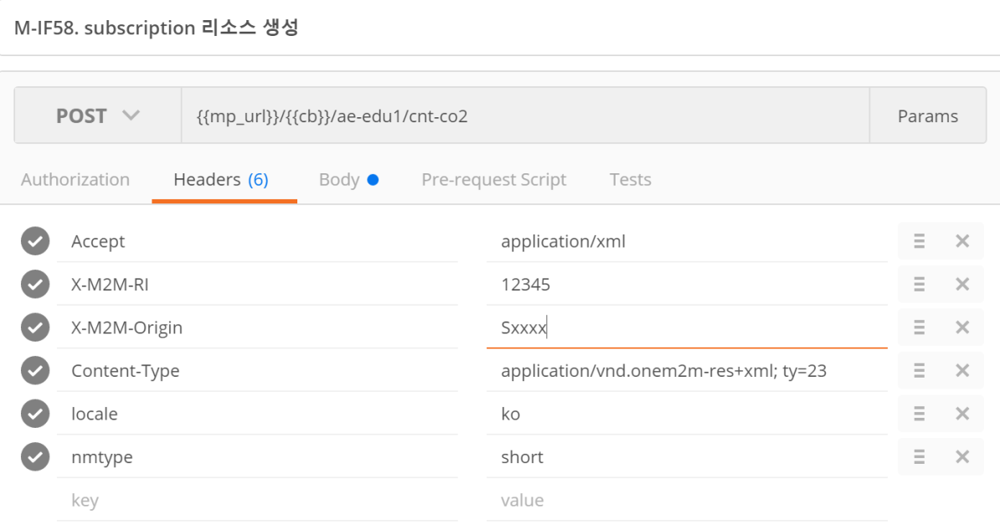 M-IF58. subscription 리소스 생성
POST {{mp_url}}/{{cb}}/ae-edu1/cnt-co2 Params
Authorization Headers (6) Body Pre-request Script Tests
Accept application/xml
X-M2M-RI 12345
X-M2M-Origin Sxxxx
Content-Type application/vnd.onem2m-res+xml; ty=23
locale ko
nmtype short
key value